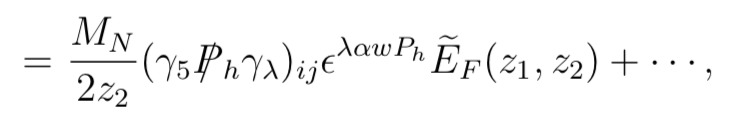 $= \frac{M_N}{2z_2} (\gamma_5 \not{P}_h \gamma_\lambda)_{ij} \epsilon^{\lambda\alpha w P_h} \widetilde{E}_F(z_1, z_2) + \cdots,$